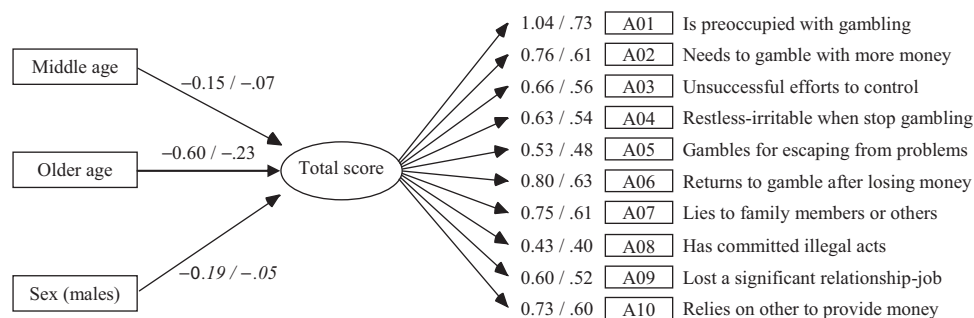 1.04 / .73 A01 Is preoccupied with gambling
Middle age
0.76 / .61 A02 Needs to gamble with more money
−0.15 / −.07
0.66 / .56 A03 Unsuccessful efforts to control
0.63 / .54 A04 Restless-irritable when stop gambling
−0.60 / −.23
0.53 / .48 A05 Gambles for escaping from problems
Older age
Total score
0.80 / .63 A06 Returns to gamble after losing money
0.75 / .61 A07 Lies to family members or others
0.43 / .40 A08 Has committed illegal acts
−0.19 / −.05
0.60 / .52 A09 Lost a significant relationship-job
Sex (males)
0.73 / .60 A10 Relies on other to provide money